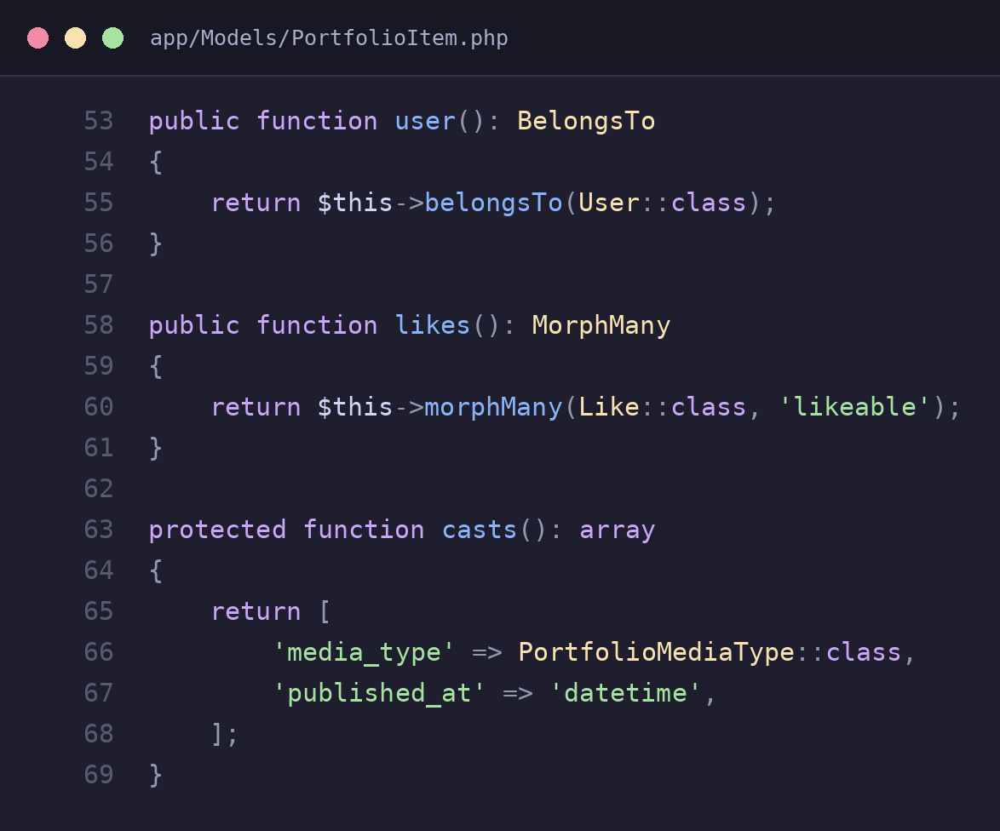 app/Models/PortfolioItem.php
53 public function user(): BelongsTo
54 {
55     return $this->belongsTo(User::class);
56 }
57
58 public function likes(): MorphMany
59 {
60     return $this->morphMany(Like::class, 'likeable');
61 }
62
63 protected function casts(): array
64 {
65     return [
66         'media_type' => PortfolioMediaType::class,
67         'published_at' => 'datetime',
68     ];
69 }